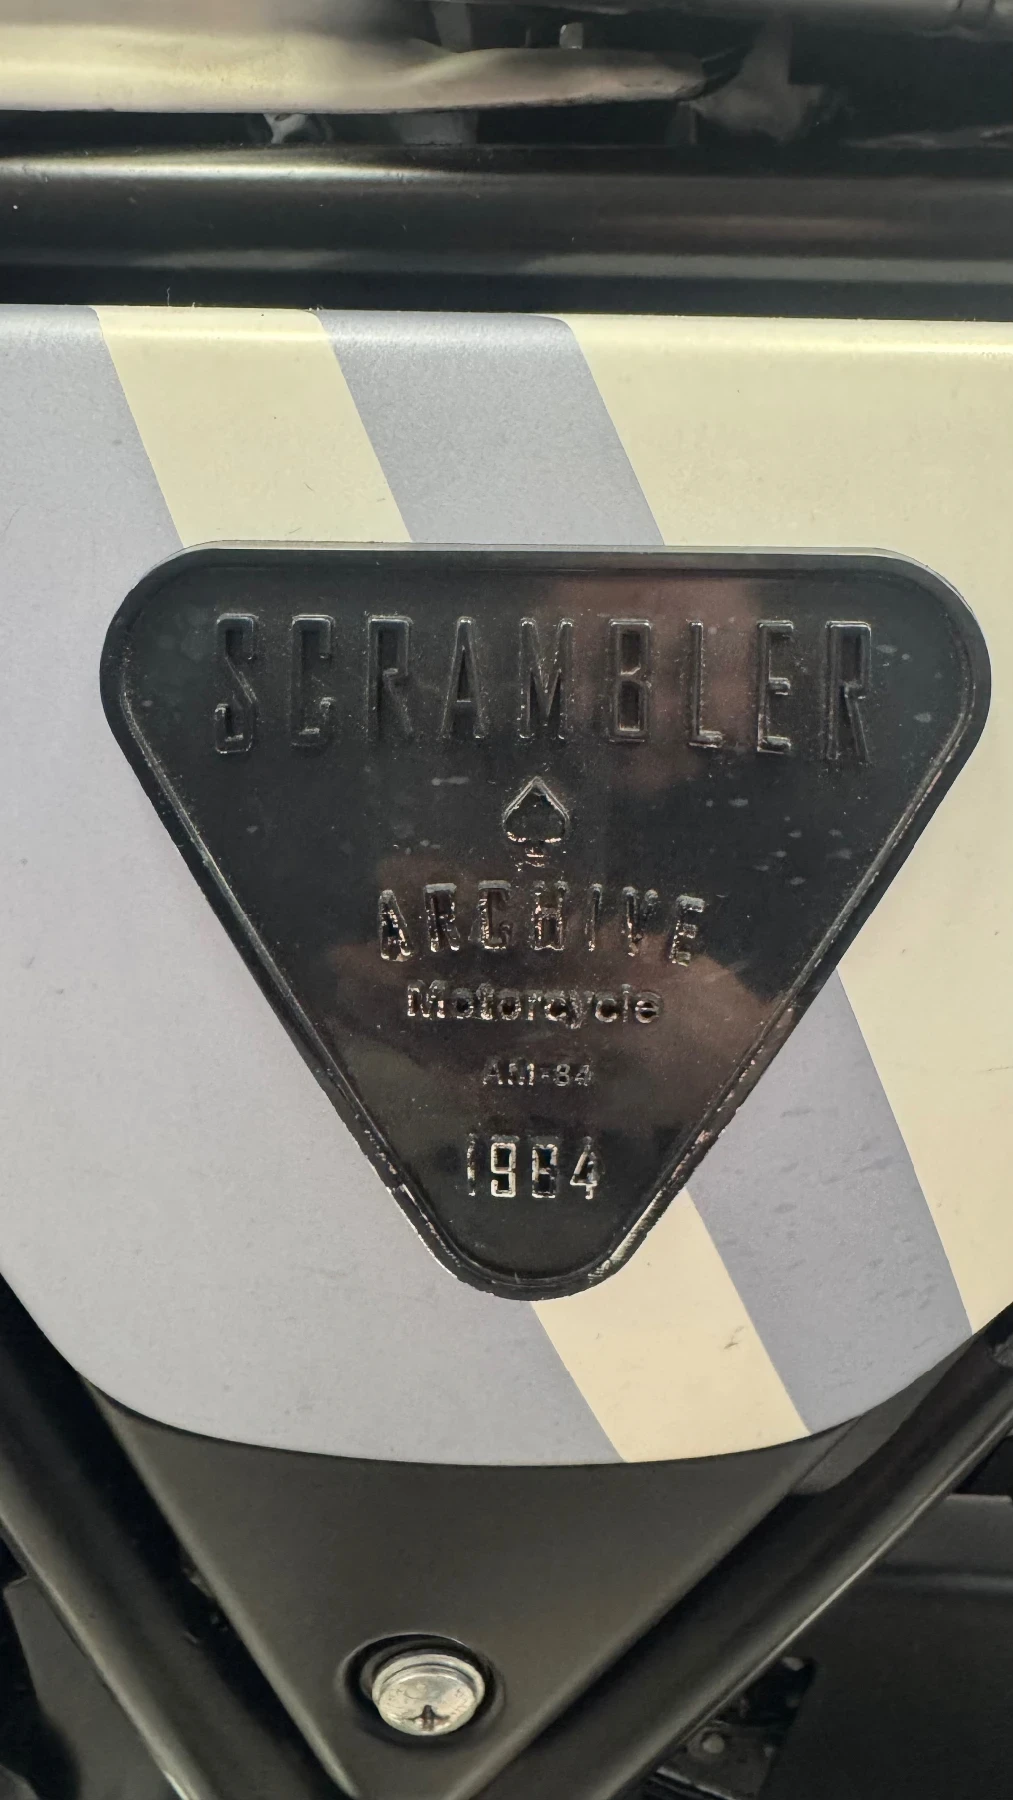 SCRAMBLER
ARCHIVE
Motorcycle
AM-84
1984